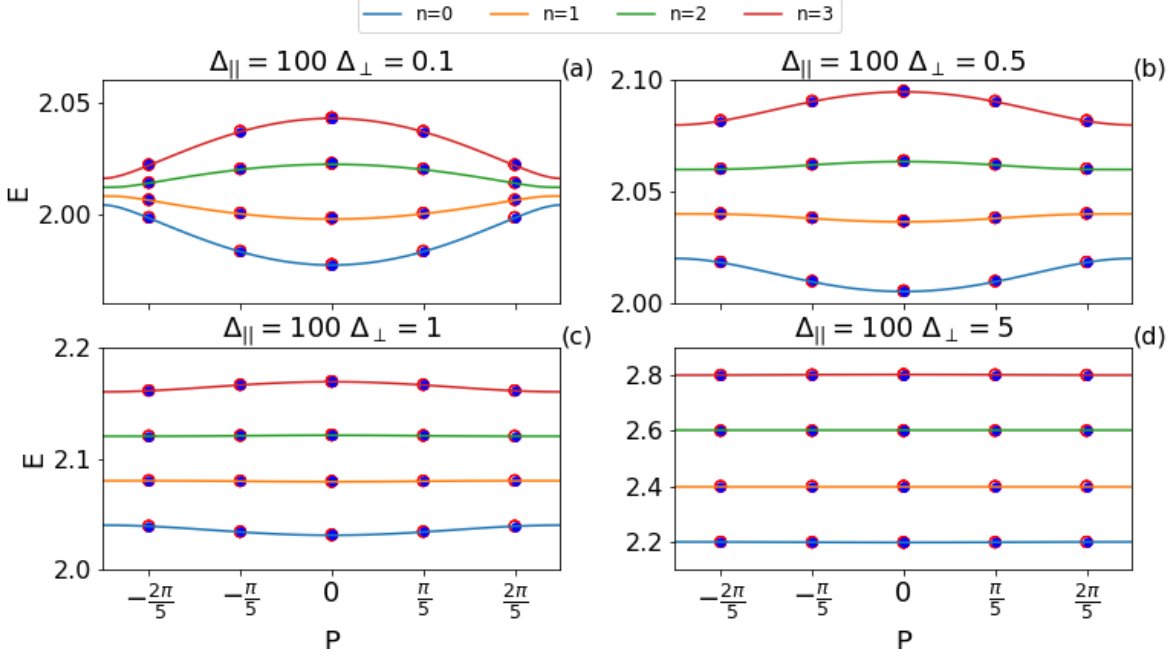 n=0 n=1 n=2 n=3
Δ|| = 100 Δ⊥ = 0.1 (a)
Δ|| = 100 Δ⊥ = 0.5 (b)
2.05
2.00
E
2.10
2.05
2.00
Δ|| = 100 Δ⊥ = 1 (c)
Δ|| = 100 Δ⊥ = 5 (d)
2.2
2.1
2.0
E
−2π/5 −π/5 0 π/5 2π/5
P
2.8
2.6
2.4
2.2
−2π/5 −π/5 0 π/5 2π/5
P